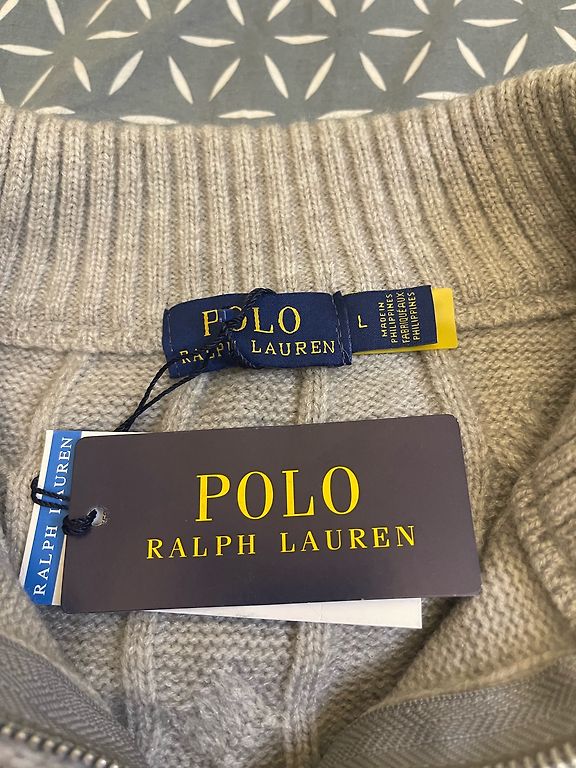 POLO
RALPH LAUREN
L
MADE IN
PHILIPPINES
FABRIQUÉ AUX
PHILIPPINES
RALPH LAUREN
POLO
RALPH LAUREN